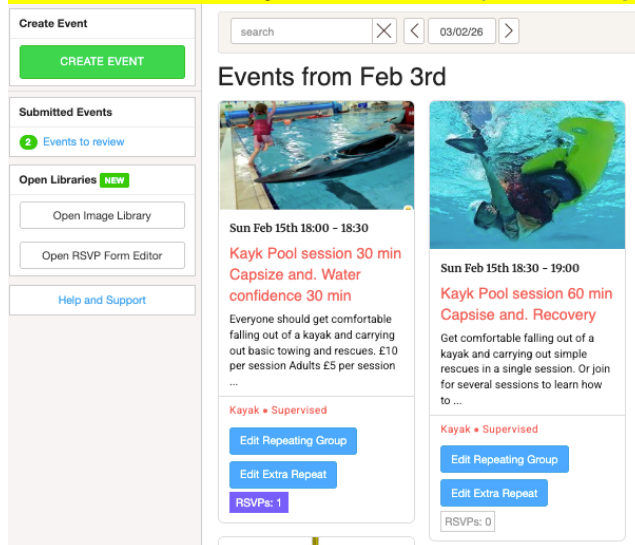 Create Event
CREATE EVENT
Submitted Events
2 Events to review
Open Libraries NEW
Open Image Library
Open RSVP Form Editor
Help and Support
search
03/02/26
Events from Feb 3rd
Sun Feb 15th 18:00 - 18:30
Kayk Pool session 30 min
Capsize and. Water
confidence 30 min
Everyone should get comfortable
falling out of a kayak and carrying
out basic towing and rescues. £10
per session Adults £5 per session
...
Kayak • Supervised
Edit Repeating Group
Edit Extra Repeat
RSVPs: 1
Sun Feb 15th 18:30 - 19:00
Kayk Pool session 60 min
Capsise and. Recovery
Get comfortable falling out of a
kayak and carrying out simple
rescues in a single session. Or join
for several sessions to learn how
to ...
Kayak • Supervised
Edit Repeating Group
Edit Extra Repeat
RSVPs: 0